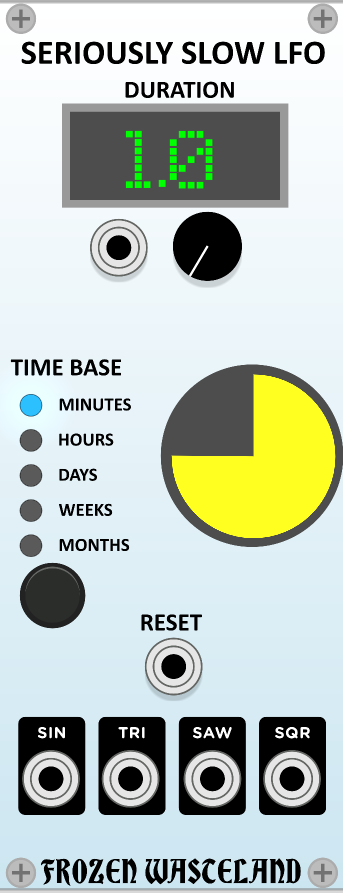 SERIOUSLY SLOW LFO
DURATION
1.0
TIME BASE
MINUTES
HOURS
DAYS
WEEKS
MONTHS
RESET
SIN TRI SAW SQR
FROZEN WASTELAND